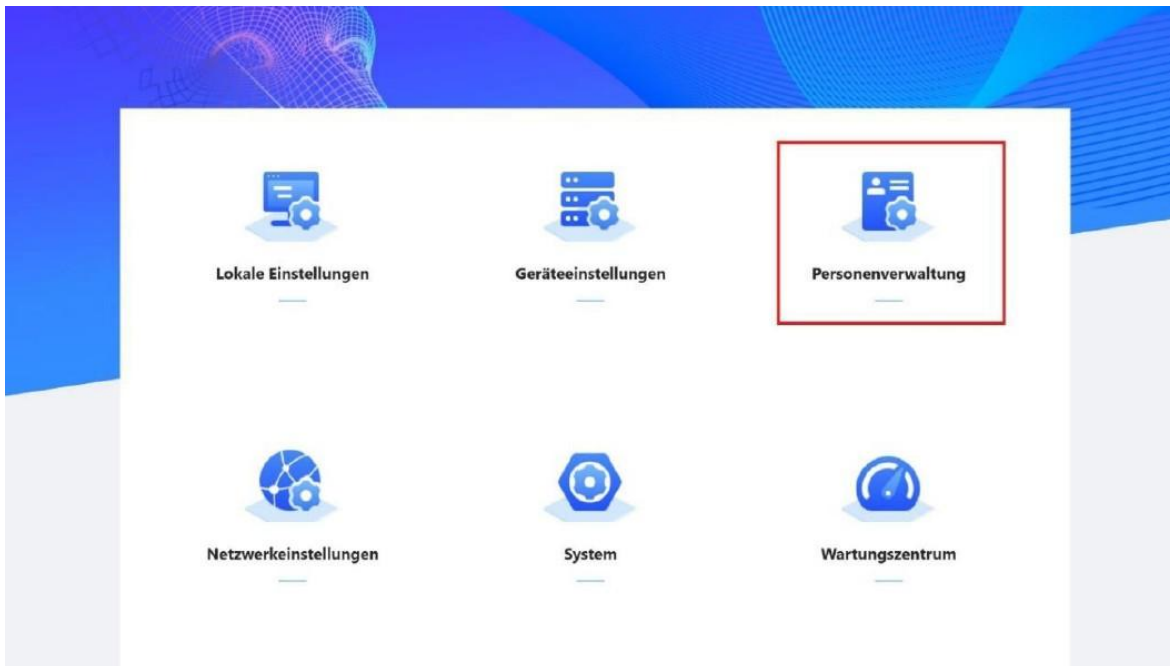 Lokale Einstellungen
Geräteeinstellungen
Personenverwaltung
Netzwerkeinstellungen
System
Wartungszentrum